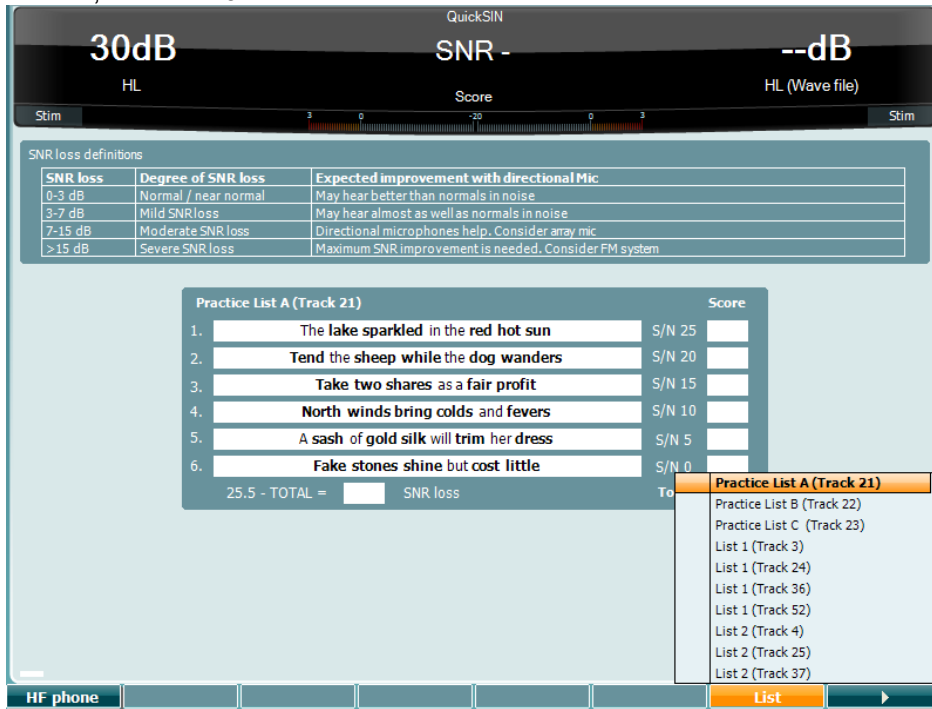 QuickSIN
30dB SNR - --dB
HL HL (Wave file)
Score
Stim 3 0 -20 0 3 Stim
SNR loss definitions
SNR loss Degree of SNR loss Expected improvement with directional Mic
0-3 dB Normal / near normal May hear better than normals in noise
3-7 dB Mild SNR loss May hear almost as well as normals in noise
7-15 dB Moderate SNR loss Directional microphones help. Consider array mic
>15 dB Severe SNR loss Maximum SNR improvement is needed. Consider FM system
Practice List A (Track 21) Score
1. The lake sparkled in the red hot sun S/N 25
2. Tend the sheep while the dog wanders S/N 20
3. Take two shares as a fair profit S/N 15
4. North winds bring colds and fevers S/N 10
5. A sash of gold silk will trim her dress S/N 5
6. Fake stones shine but cost little S/N 0
25.5 - TOTAL = SNR loss To
Practice List A (Track 21)
Practice List B (Track 22)
Practice List C (Track 23)
List 1 (Track 3)
List 1 (Track 24)
List 1 (Track 36)
List 1 (Track 52)
List 2 (Track 4)
List 2 (Track 25)
List 2 (Track 37)
HF phone List